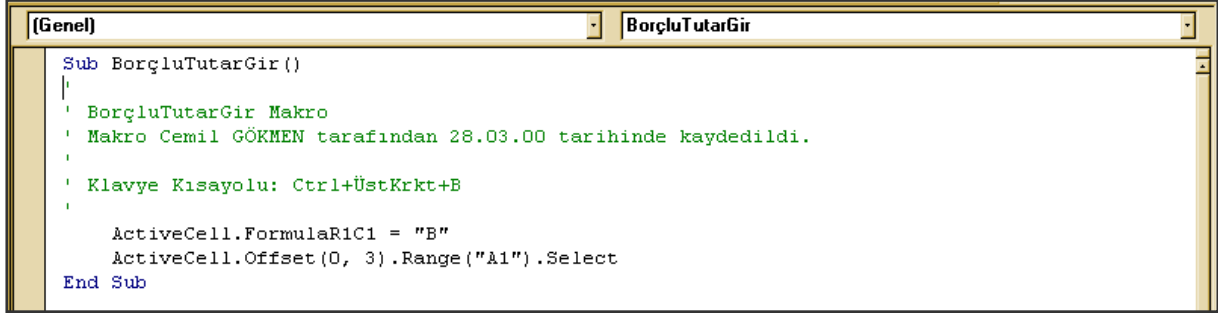 (Genel) BorçluTutarGir
Sub BorçluTutarGir()
'
' BorçluTutarGir Makro
' Makro Cemil GÖKMEN tarafından 28.03.00 tarihinde kaydedildi.
'
' Klavye Kısayolu: Ctrl+ÜstKrkt+B
'
    ActiveCell.FormulaR1C1 = "B"
    ActiveCell.Offset(0, 3).Range("A1").Select
End Sub